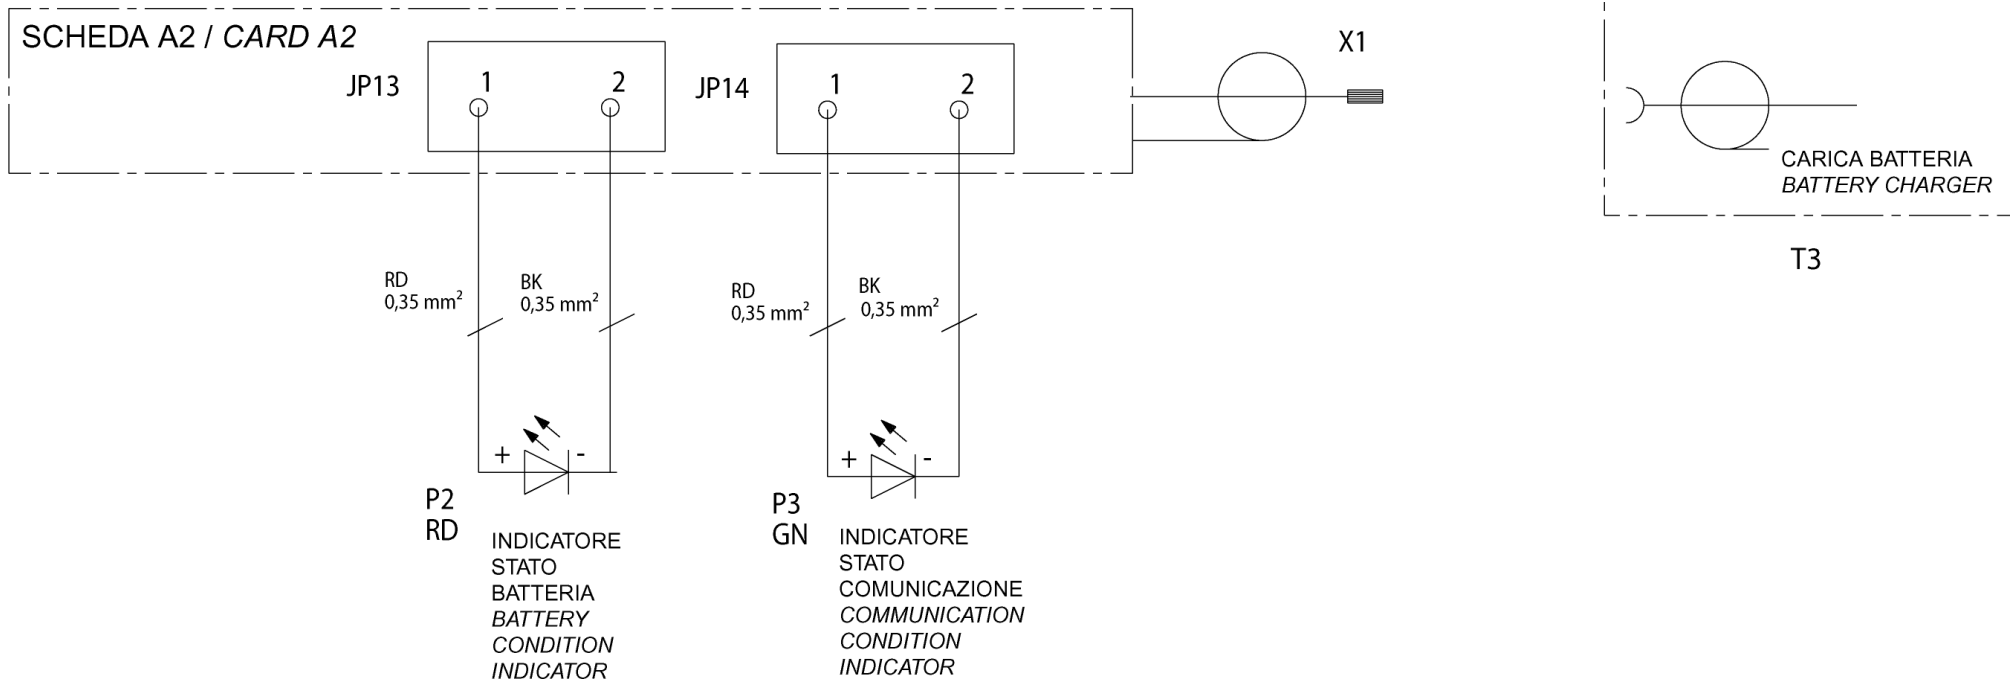 SCHEDA A2 / CARD A2
JP13
1
2
JP14
1
2
X1
CARICA BATTERIA
BATTERY CHARGER
T3
RD
0,35 mm²
BK
0,35 mm²
RD
0,35 mm²
BK
0,35 mm²
+
-
P2
RD
INDICATORE
STATO
BATTERIA
BATTERY
CONDITION
INDICATOR
+
-
P3
GN
INDICATORE
STATO
COMUNICAZIONE
COMMUNICATION
CONDITION
INDICATOR